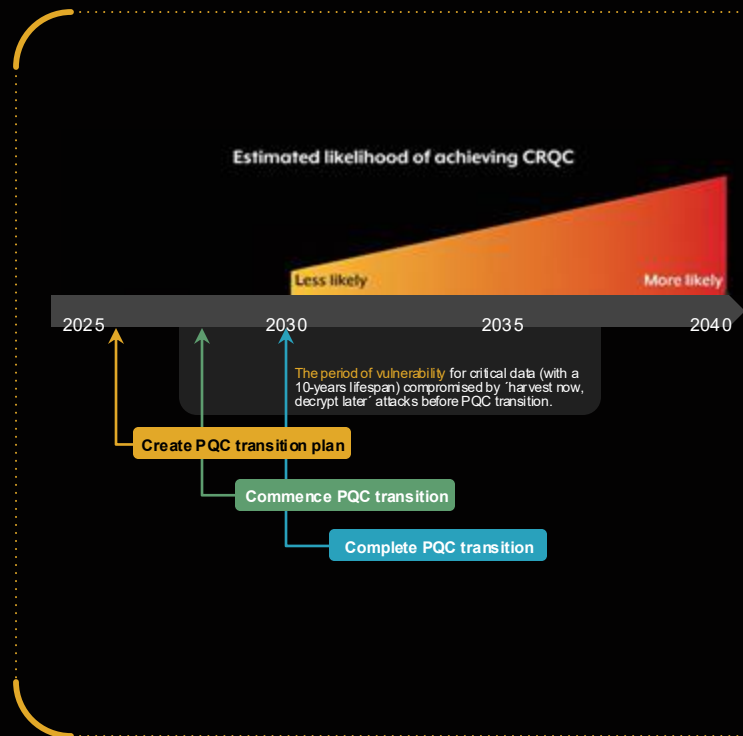 Estimated likelihood of achieving CRQC
Less likely
More likely
2025
2030
2035
2040
The period of vulnerability for critical data (with a
10-years lifespan) compromised by ´harvest now,
decrypt later´ attacks before PQC transition.
Create PQC transition plan
Commence PQC transition
Complete PQC transition